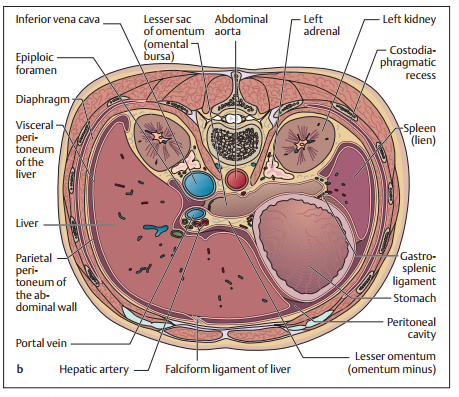 Inferior vena cava
Lesser sac
of omentum
(omental
bursa)
Abdominal
aorta
Left
adrenal
Left kidney
Epiploic
foramen
Costodia-
phragmatic
recess
Diaphragm
Visceral
peri-
toneum
of the
liver
Spleen
(lien)
Liver
Parietal
peri-
toneum of
the ab-
dominal wall
Gastro-
splenic
ligament
Stomach
Peritoneal
cavity
Portal vein
Lesser omentum
(omentum minus)
b
Hepatic artery
Falciform ligament of liver